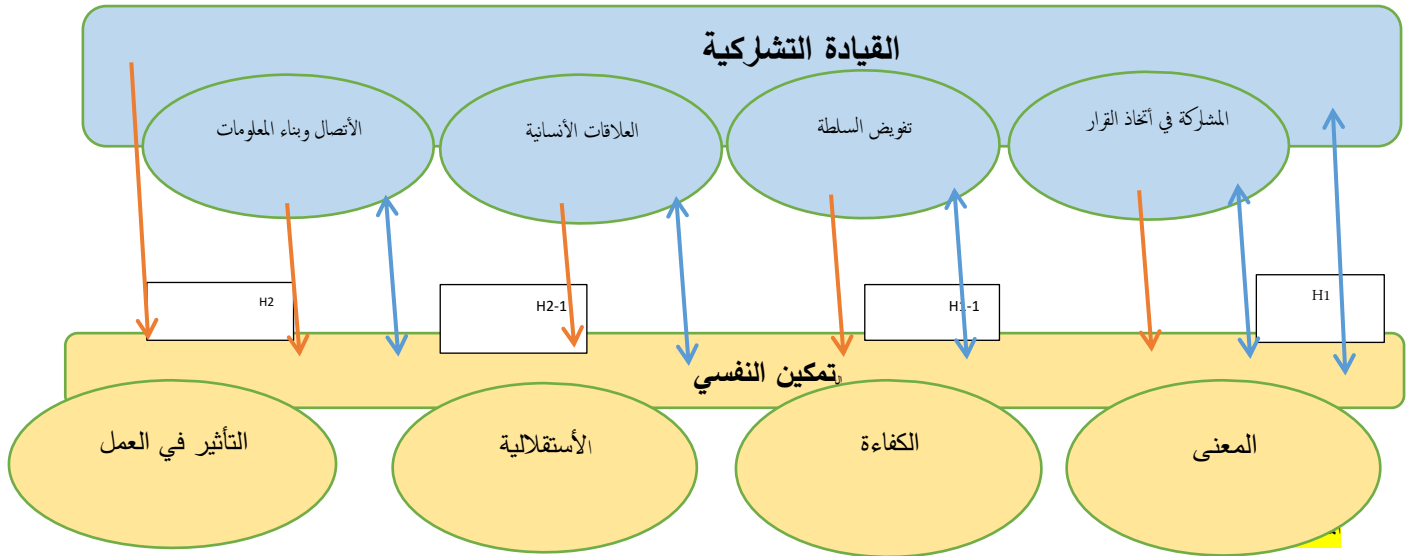 القيادة التشاركية
المشاركة في أتخاذ القرار
تفويض السلطة
العلاقات الأنسانية
الأتصال وبناء المعلومات
H1
H1-1
H2-1
H2
التمكين النفسي
المعنى
الكفاءة
الأستقلالية
التأثير في العمل